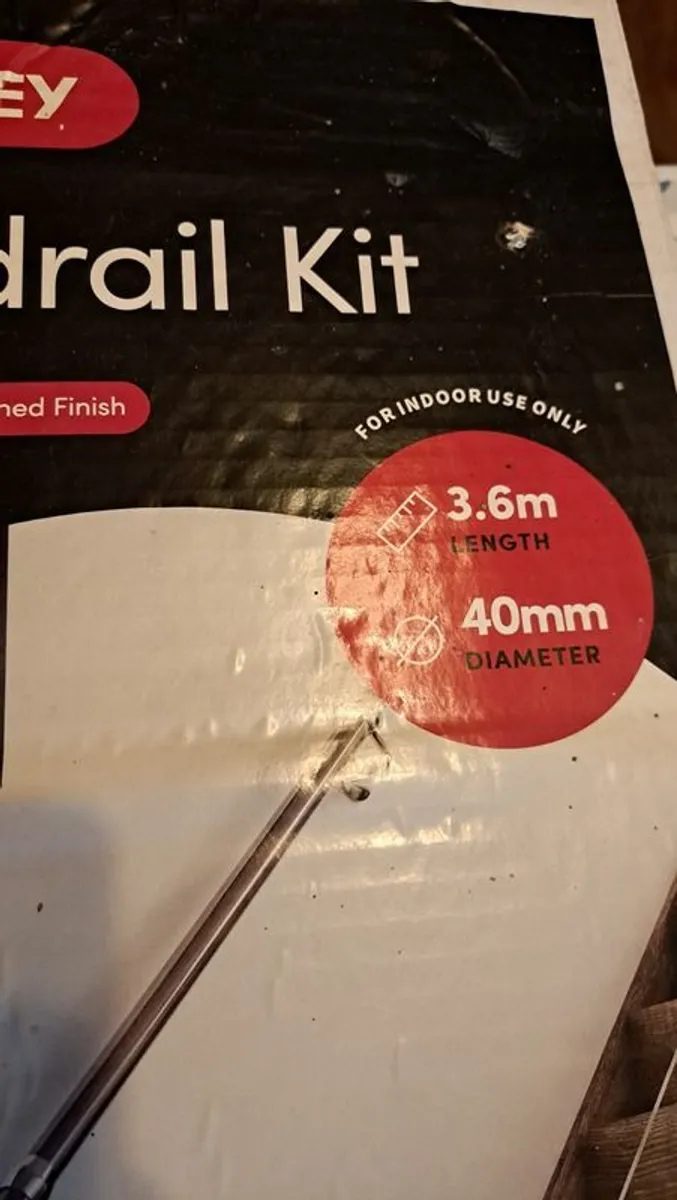 EY
drail Kit
ned Finish
FOR INDOOR USE ONLY
3.6m
LENGTH
40mm
DIAMETER